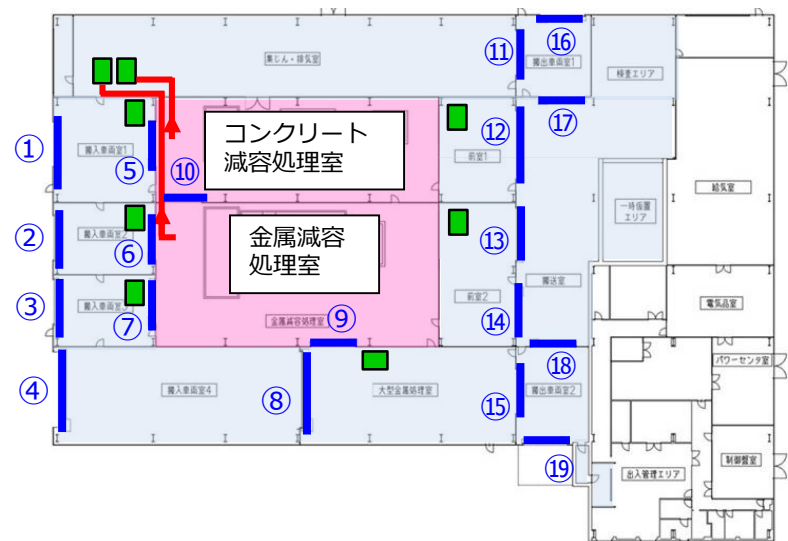 ⑯
集じん・排気室
⑪
搬出車両室1
検査エリア
①
搬入車両室1
⑤
⑩
コンクリート
減容処理室
⑫
前室1
⑰
給気室
一時仮置
エリア
②
搬入車両室2
⑥
金属減容
処理室
⑬
搬送室
③
搬入車両室3
⑦
金属減容処理室
⑨
前室2
⑭
電気品室
④
搬入車両室4
⑧
大型金属処理室
⑮
⑱
搬出車両室2
パワーセンタ室
⑲
出入管理エリア
制御盤室